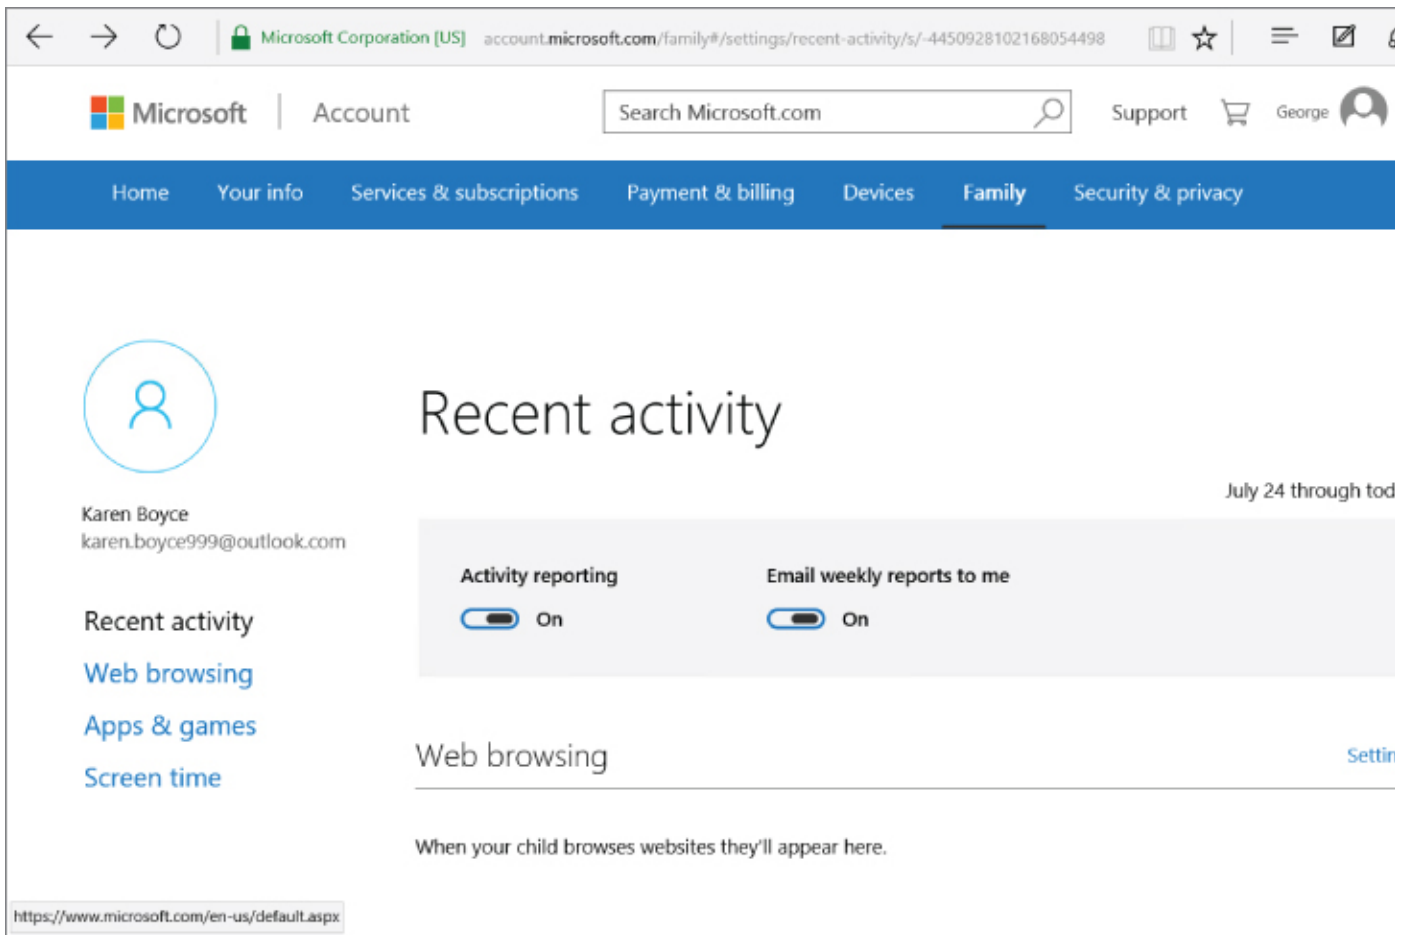 Microsoft Corporation [US] account.microsoft.com/family#/settings/recent-activity/s/-4450928102168054498
Microsoft | Account Search Microsoft.com Support George
Home Your info Services & subscriptions Payment & billing Devices Family Security & privacy
Recent activity
July 24 through tod
Karen Boyce
karen.boyce999@outlook.com
Activity reporting Email weekly reports to me
On On
Recent activity
Web browsing
Apps & games
Screen time
Web browsing Settin
When your child browses websites they'll appear here.
https://www.microsoft.com/en-us/default.aspx